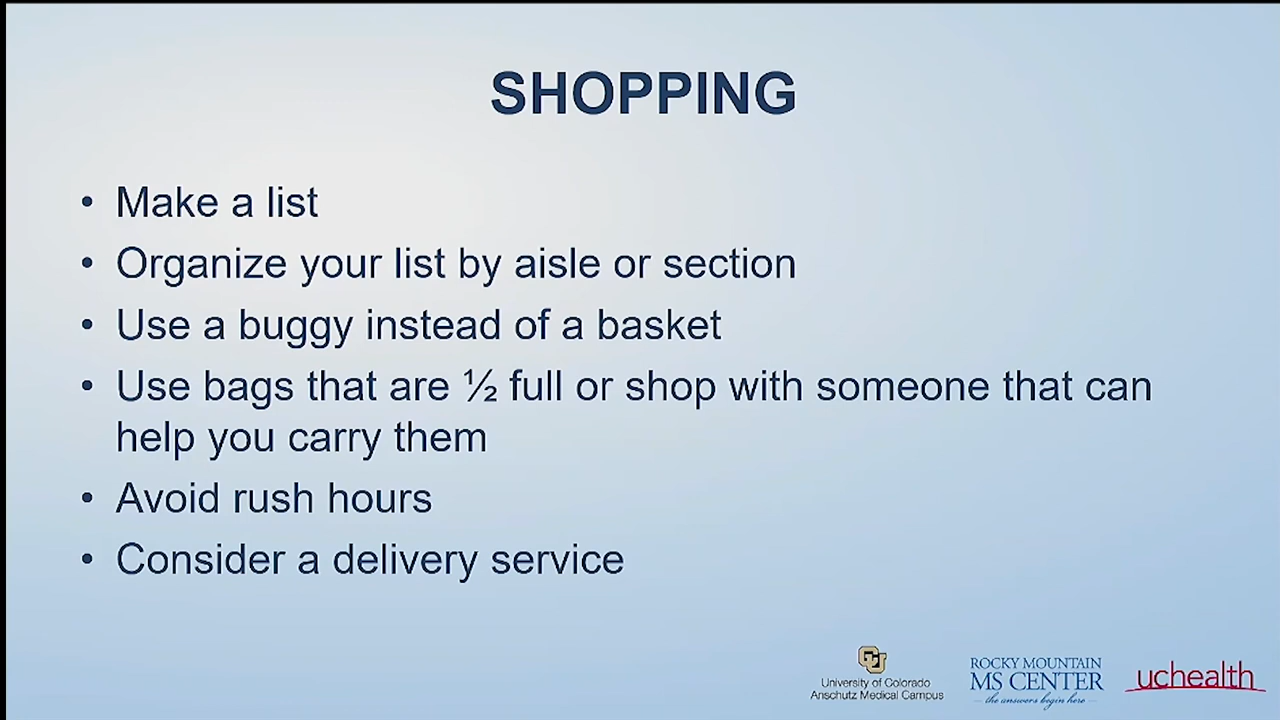 SHOPPING
• Make a list
• Organize your list by aisle or section
• Use a buggy instead of a basket
• Use bags that are ½ full or shop with someone that can
help you carry them
• Avoid rush hours
• Consider a delivery service
CU
University of Colorado
Anschutz Medical Campus
ROCKY MOUNTAIN
MS CENTER
the answers begin here
uchealth